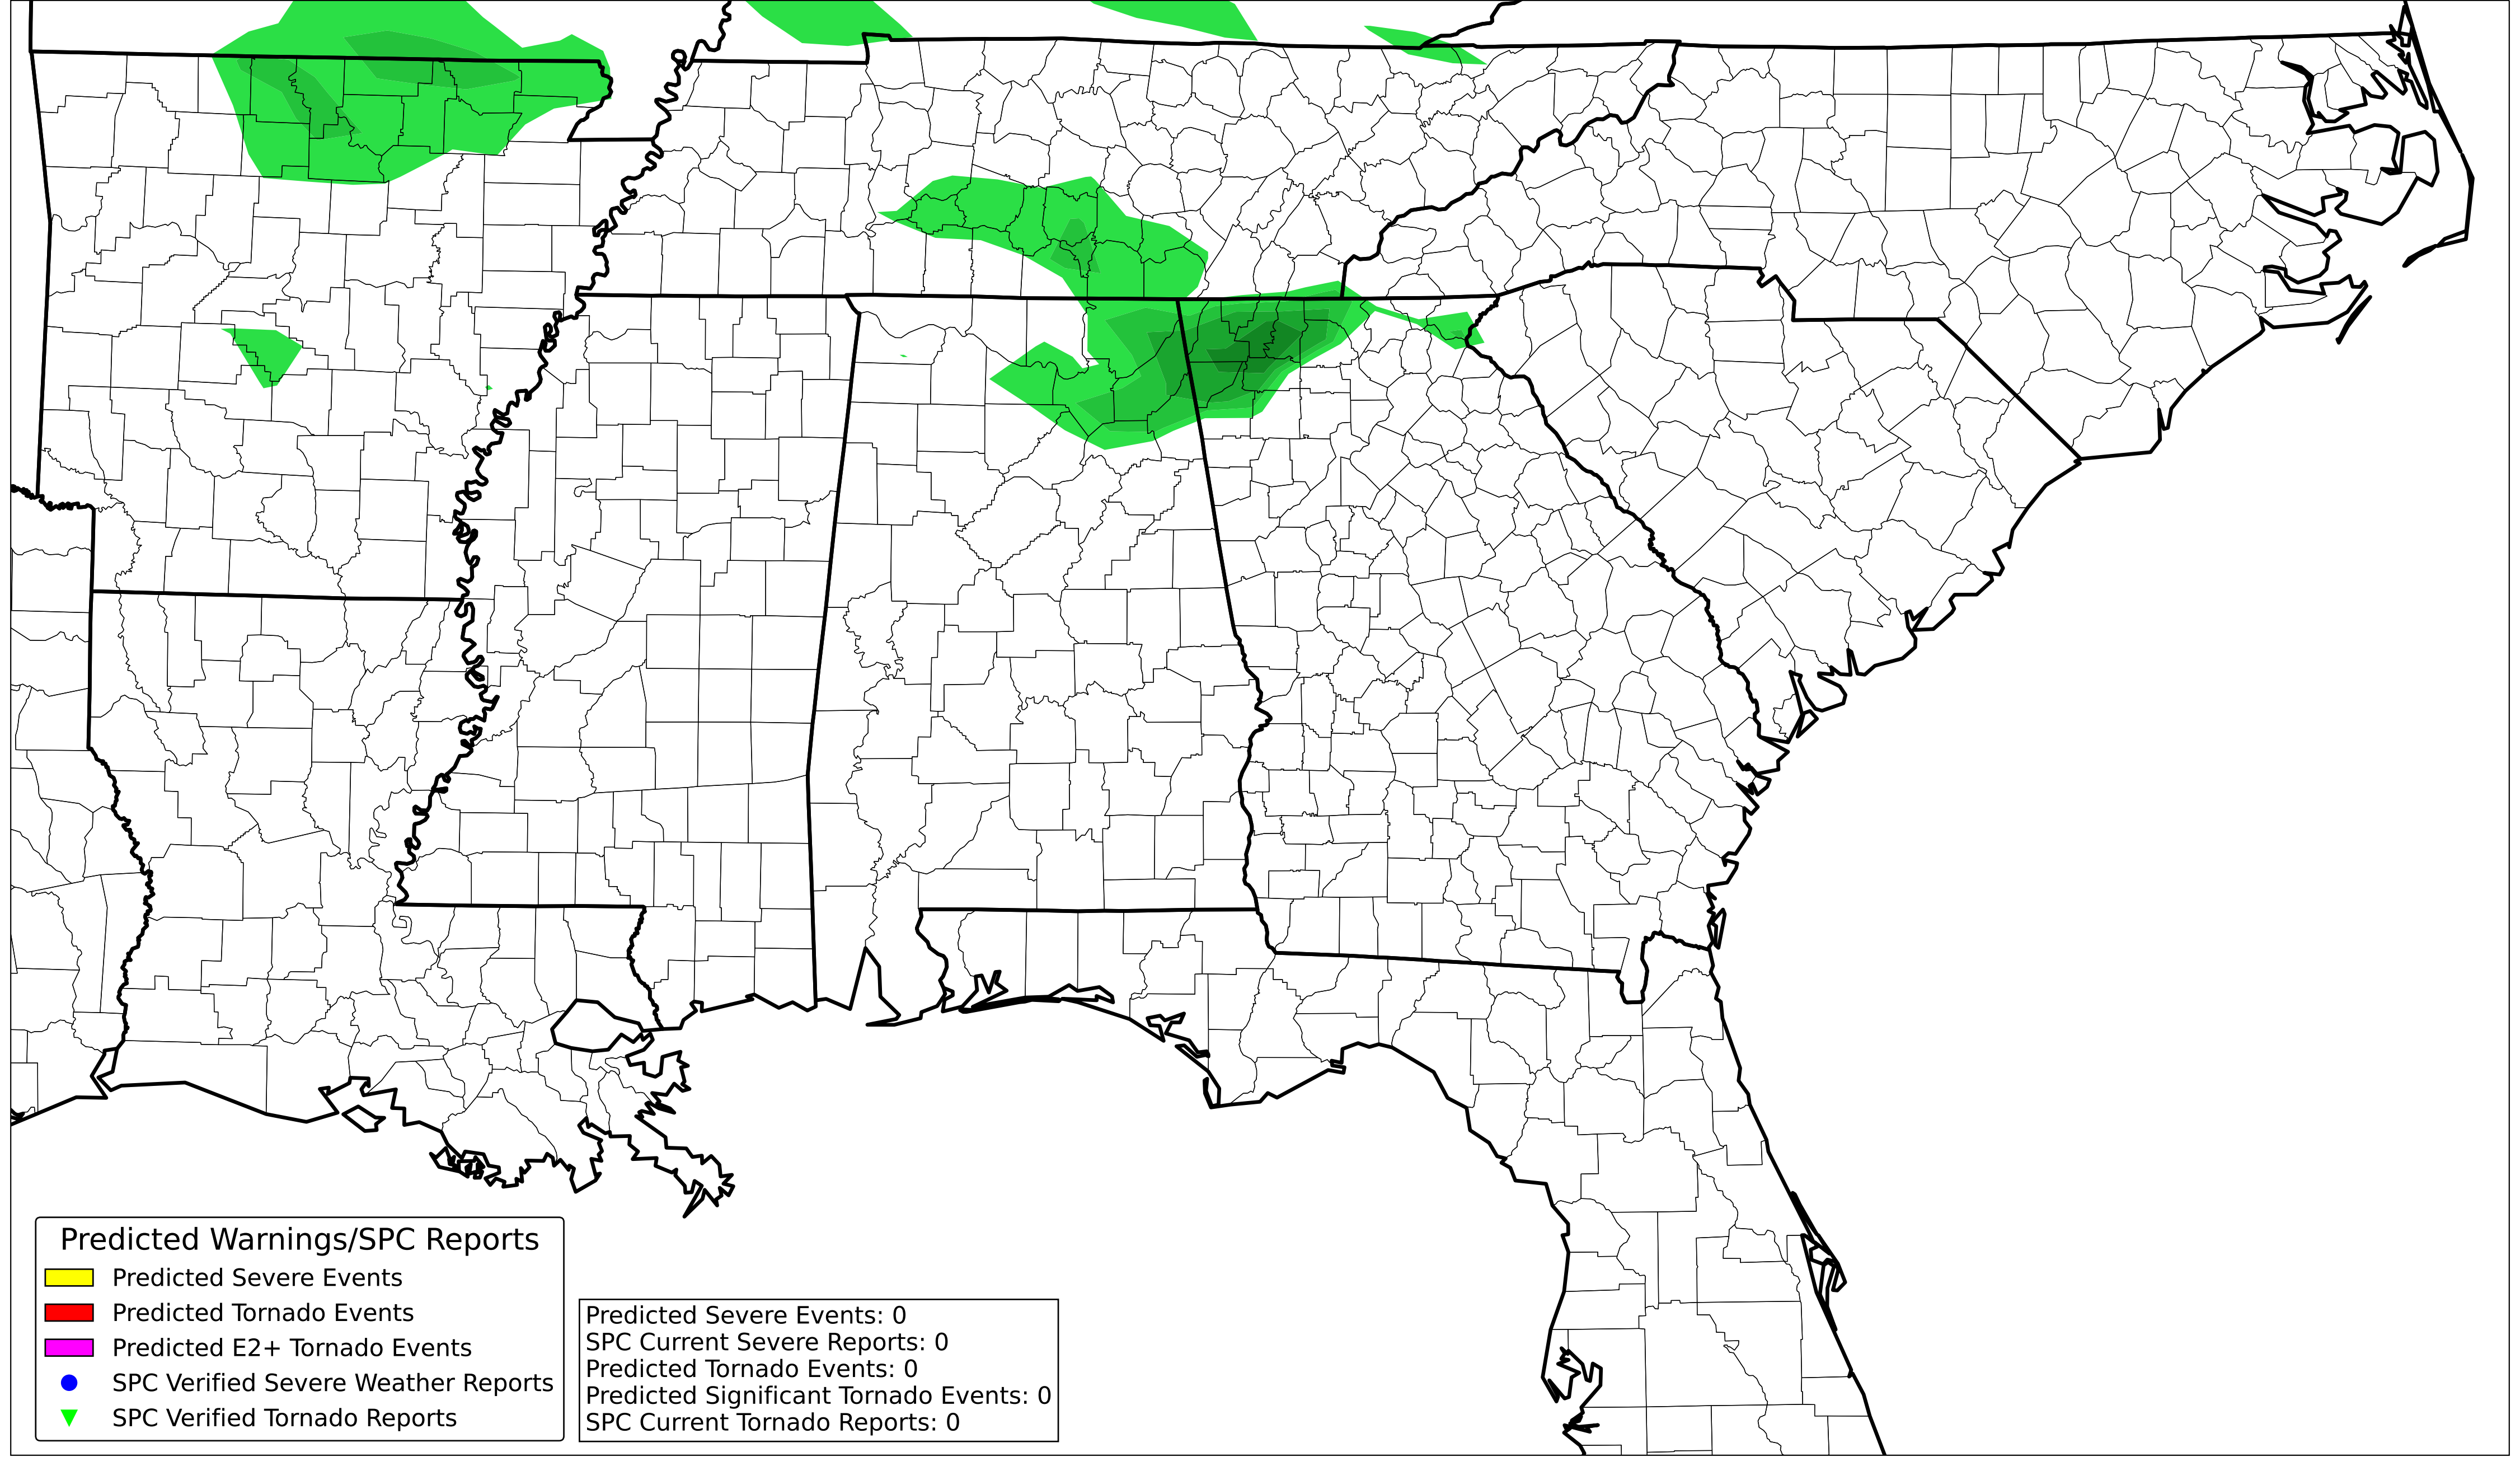 Predicted Warnings/SPC Reports
Predicted Severe Events
Predicted Tornado Events
Predicted E2+ Tornado Events
SPC Verified Severe Weather Reports
SPC Verified Tornado Reports
Predicted Severe Events: 0
SPC Current Severe Reports: 0
Predicted Tornado Events: 0
Predicted Significant Tornado Events: 0
SPC Current Tornado Reports: 0